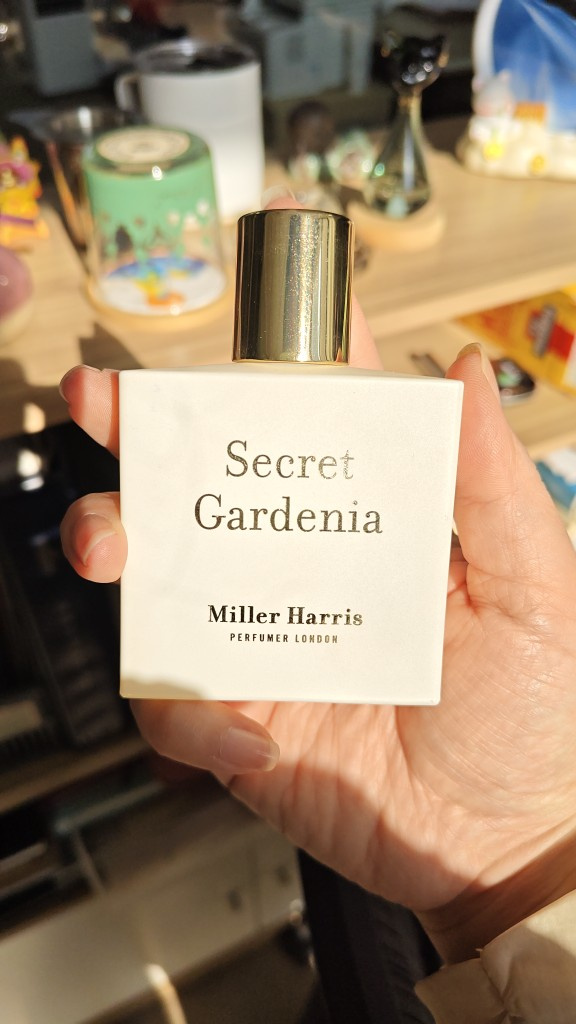 Secret
Gardenia
Miller Harris
PERFUMER LONDON